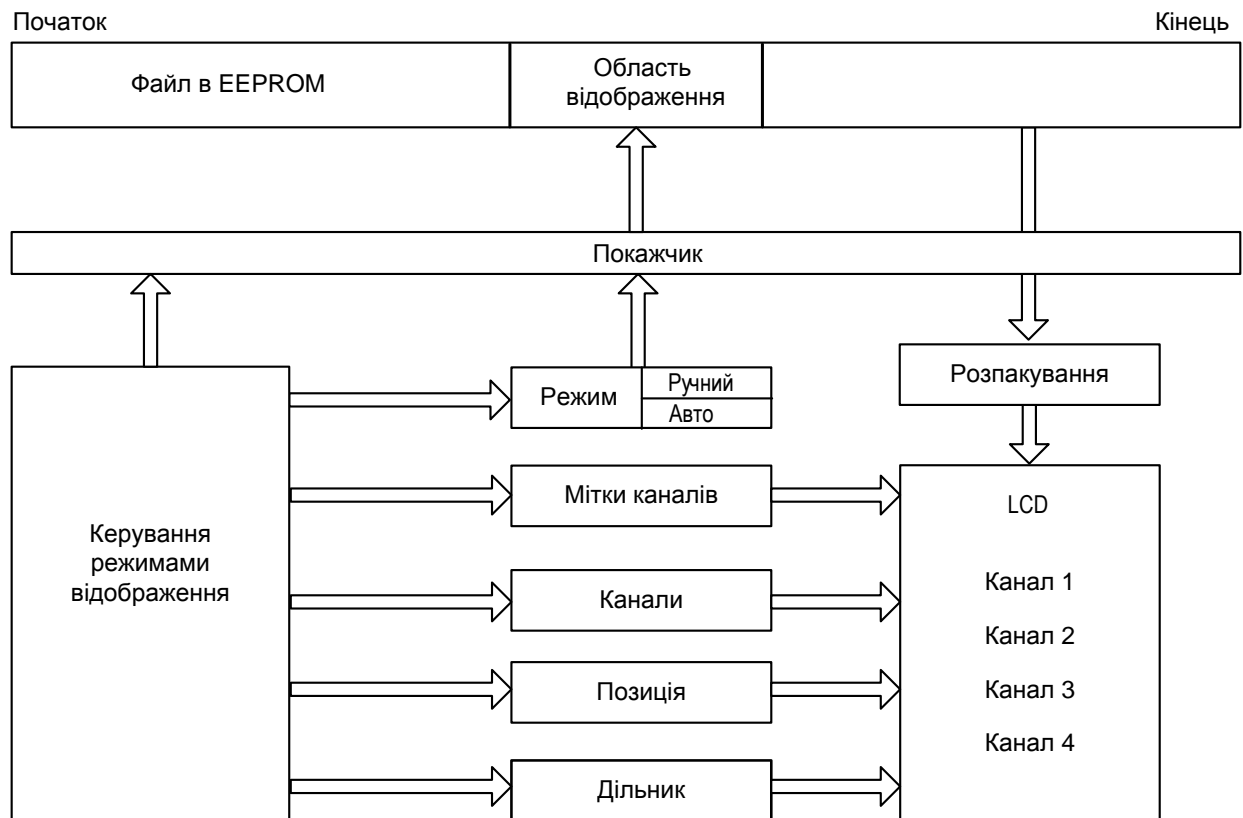 Початок
Кінець
Файл в EEPROM
Область
відображення
Покажчик
Режим
Ручний
Авто
Розпакування
Мітки каналів
LCD
Керування
режимами
відображення
Канали
Канал 1
Канал 2
Позиція
Канал 3
Канал 4
Дільник